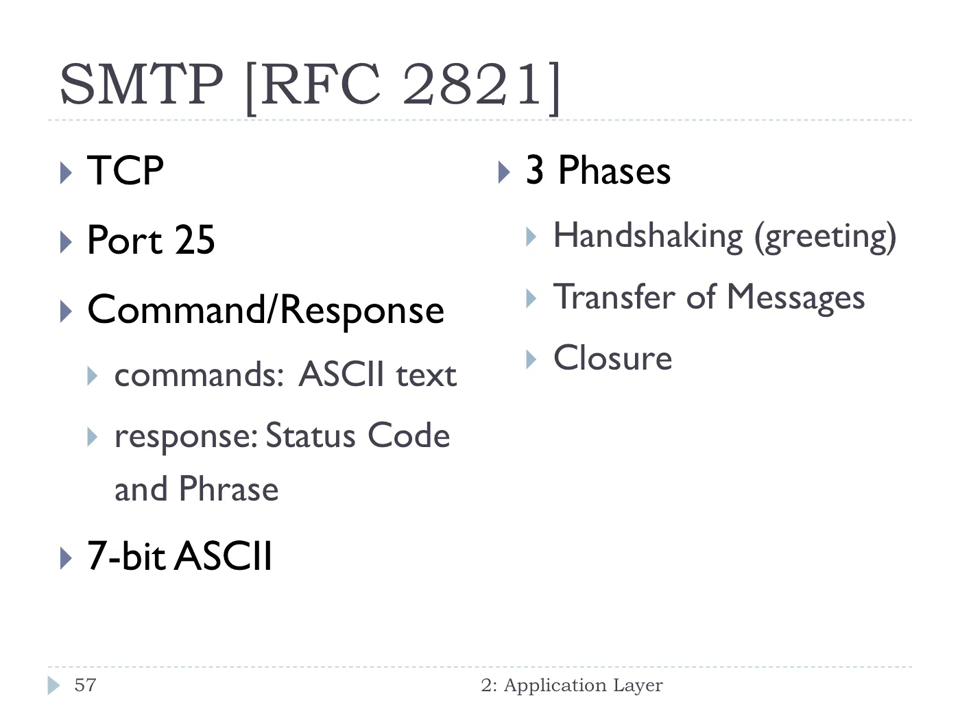 SMTP [RFC 2821]
TCP
Port 25
Command/Response
commands: ASCII text
response: Status Code
and Phrase
7-bit ASCII
3 Phases
Handshaking (greeting)
Transfer of Messages
Closure
57
2: Application Layer